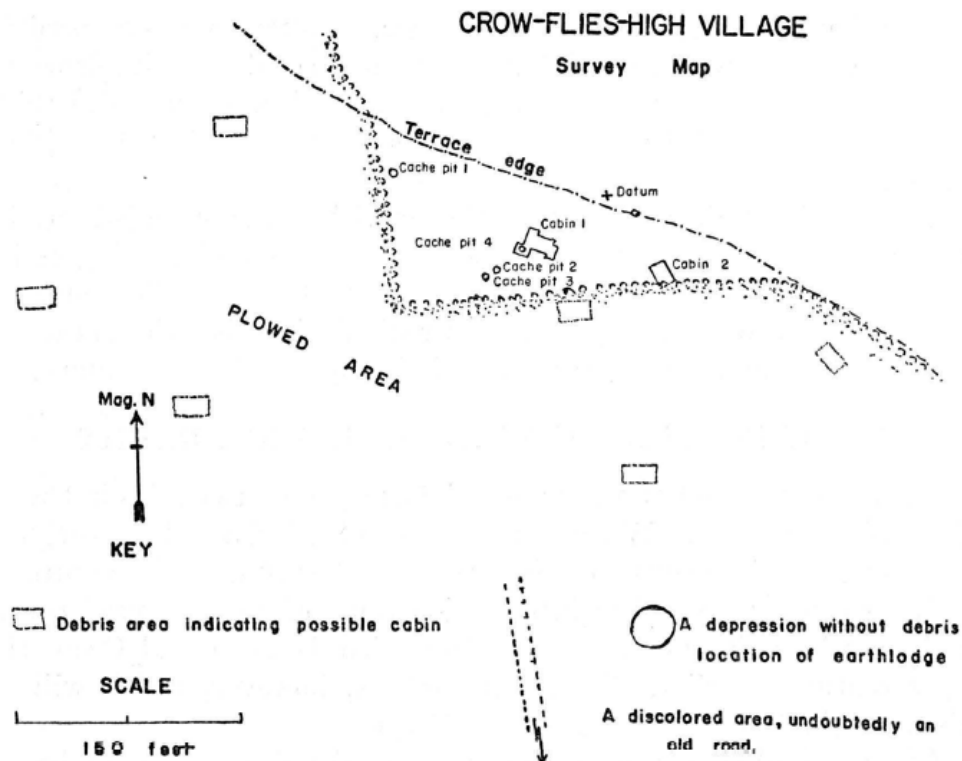 CROW-FLIES-HIGH VILLAGE
Survey Map
Terrace edge
Cache pit 1
Datum
Cabin 1
Cache pit 4
Cache pit 2
Cabin 2
Cache pit 3
PLOWED AREA
Mag. N
KEY
Debris area indicating possible cabin
A depression without debris
location of earthlodge
SCALE
A discolored area, undoubtedly an
old road.
150 feet